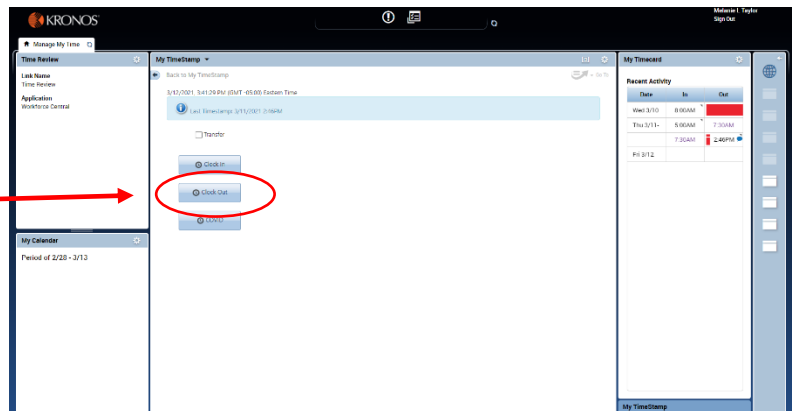 KRONOS
Melanie L Taylor
Sign Out
Manage My Time
Time Review
Link Name
Time Review
Application
Workforce Central
My Calendar
Period of 2/28 - 3/13
My TimeStamp
Back to My TimeStamp
Go To
3/12/2021 3:41:29 PM (GMT -05:00) Eastern Time
Last Timestamp: 3/11/2021 2:46PM
Transfer
Clock In
Clock Out
COVID
My Timecard
Recent Activity
Date In Out
Wed 3/10 8:00AM
Thu 3/11- 5:00AM 7:30AM
7:30AM 2:46PM
Fri 3/12
My TimeStamp